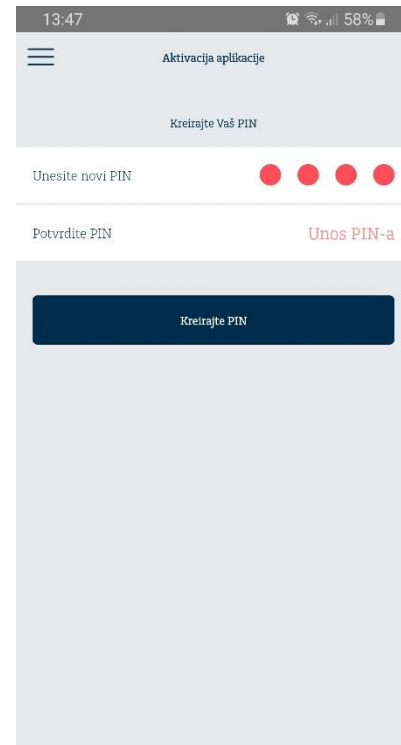 13:47 58%
Aktivacija aplikacije
Kreirajte Vaš PIN
Unesite novi PIN
Potvrdite PIN Unos PIN-a
Kreirajte PIN